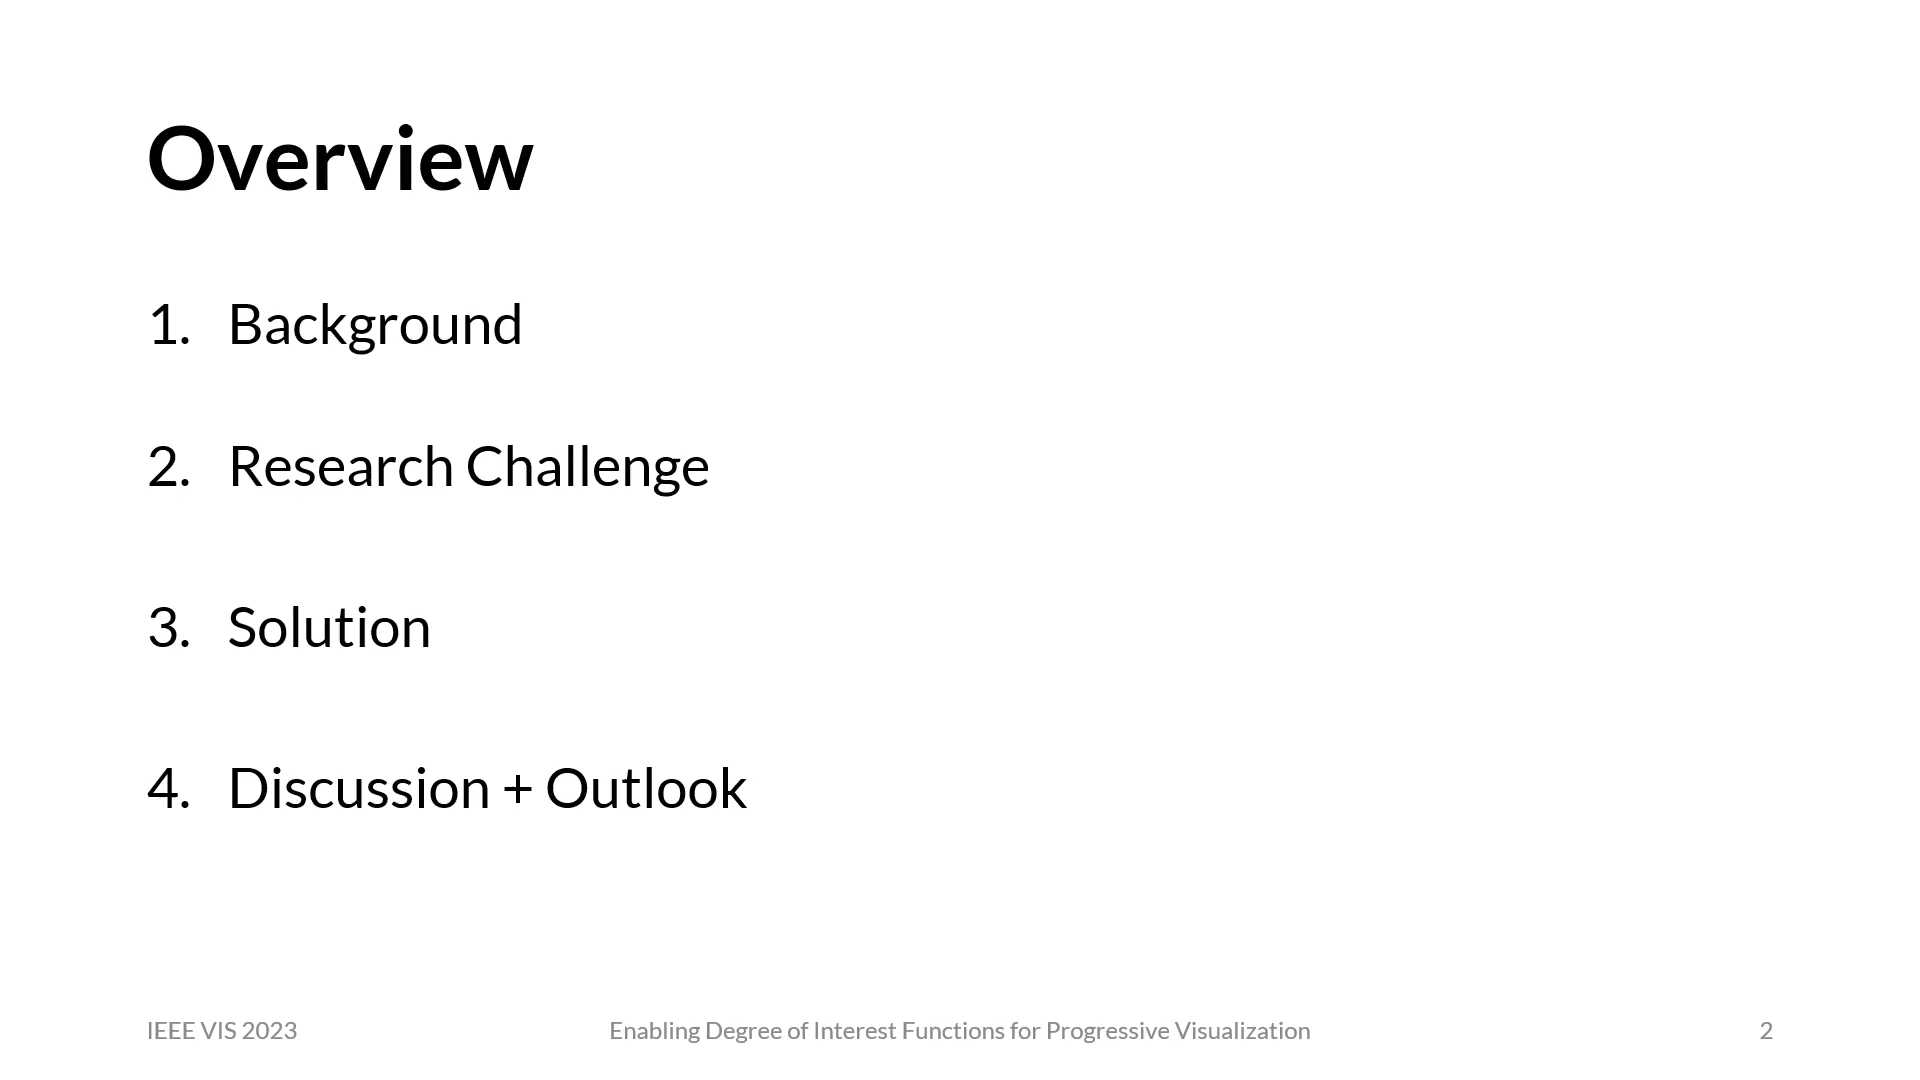 Overview
1. Background
2. Research Challenge
3. Solution
4. Discussion + Outlook
IEEE VIS 2023
Enabling Degree of Interest Functions for Progressive Visualization
2